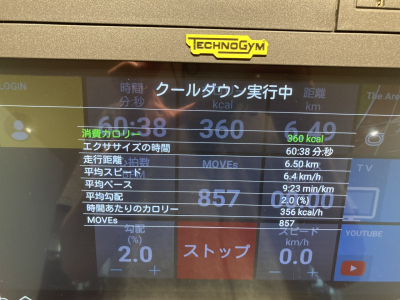 TECHNOGYM
LOGIN
時間
分:秒
60:38
クールダウン実行中
kcal
360
距離
km
6.49
The Are
消費カロリー 360 kcal
エクササイズの時間 60:38 分:秒
走行距離 6.50 km
平均スピード 6.4 km/h
平均ペース 9:23 min/km
平均勾配 2.0 (%)
時間あたりのカロリー 356 kcal/h
MOVEs 857
MOVEs
857
TV
勾配
(%)
2.0
ストップ
スピード
km/h
0.0
YOUTUBE